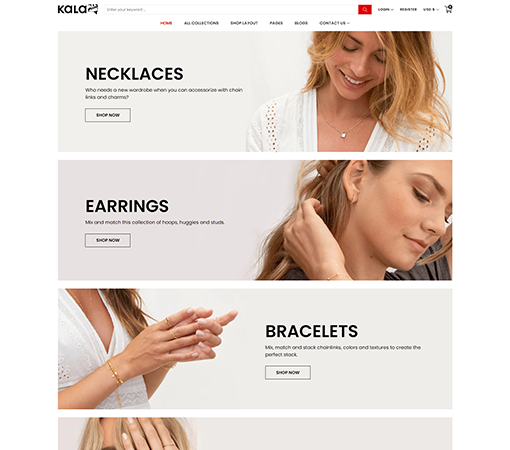 KALA
Enter your keyword...
LOGIN
REGISTER
USD $
0
HOME
ALL COLLECTIONS
SHOP LAYOUT
PAGES
BLOGS
CONTACT US
NECKLACES
Who needs a new wardrobe when you can accessorize with chain
links and charms?
SHOP NOW
EARRINGS
Mix and match this collection of hoops, huggies and studs.
SHOP NOW
BRACELETS
Mix, match and stack chainlinks, colors and textures to create the
perfect stack.
SHOP NOW